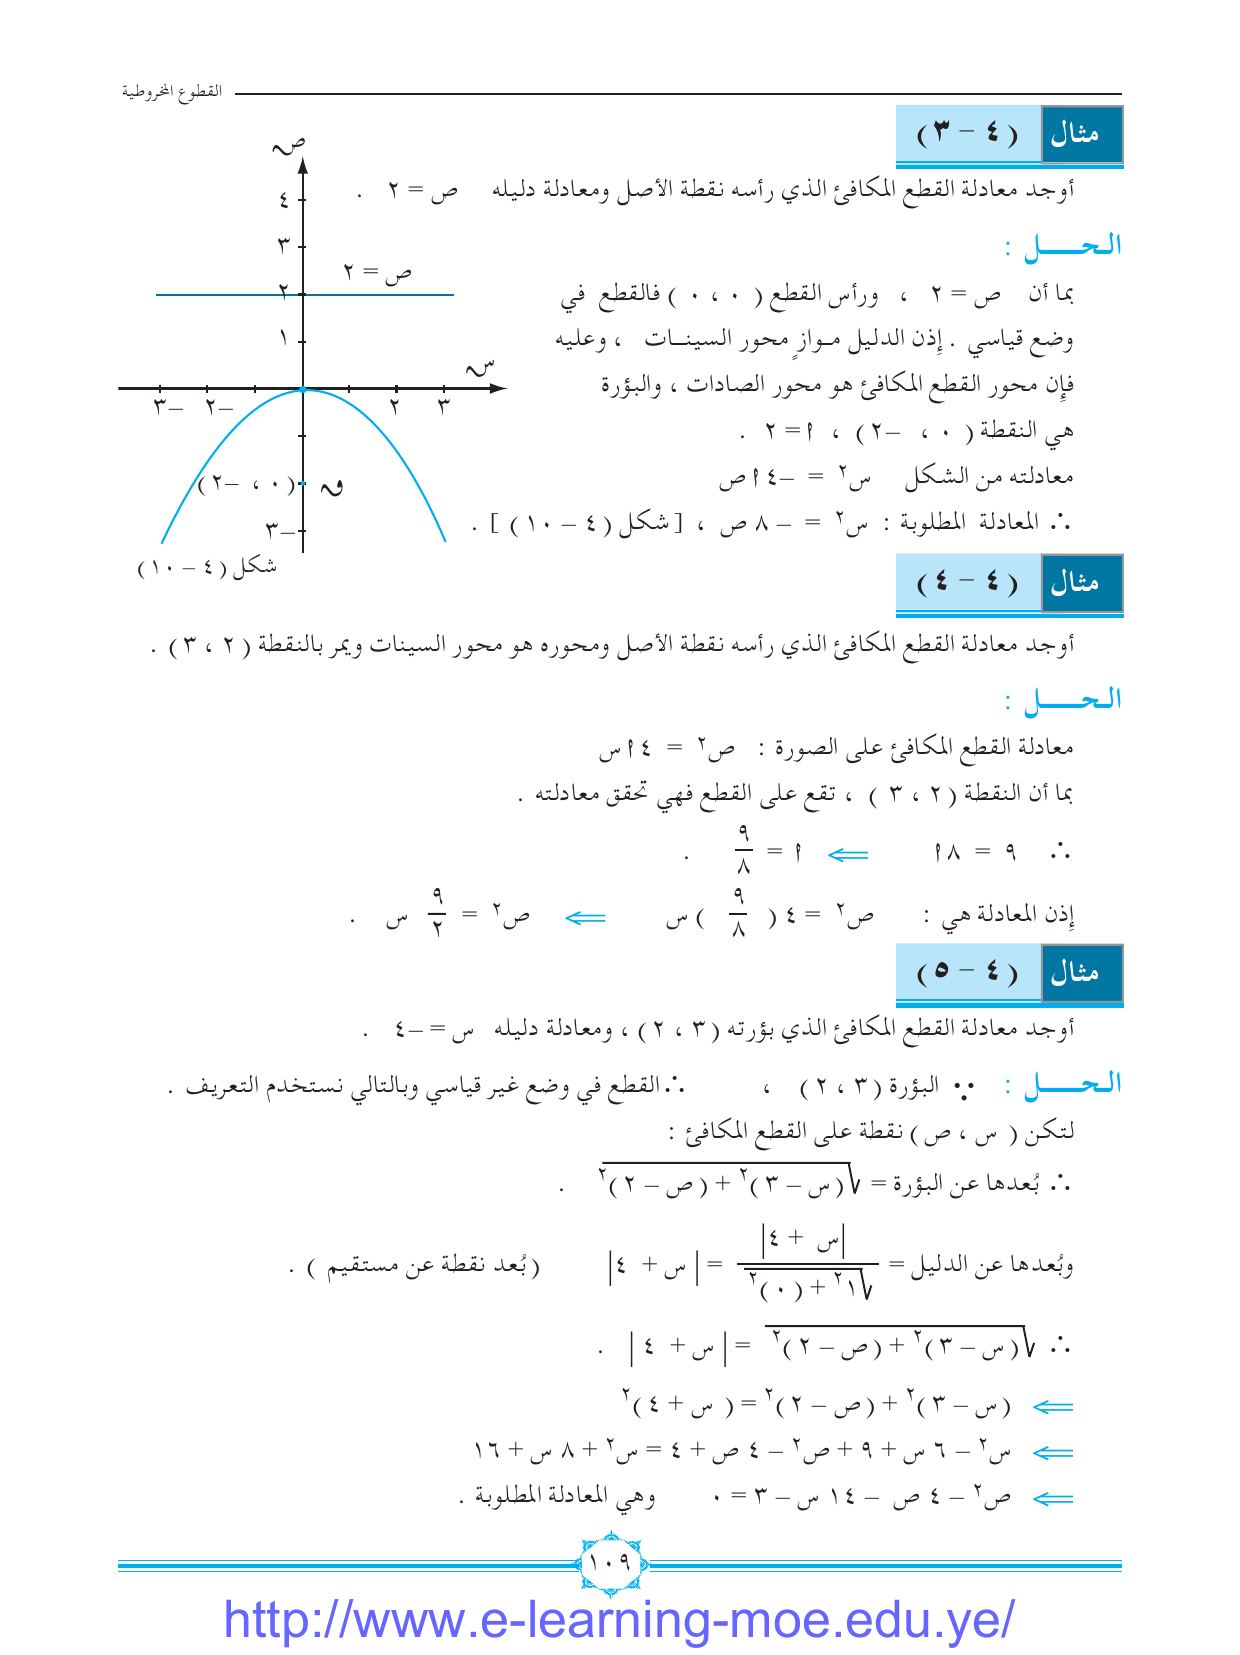 القطوع المخروطية
مثال ( ٤ – ٣ )
أوجد معادلة القطع المكافئ الذي رأسه نقطة الأصل ومعادلة دليله ص = ٢ .
الـحـــــل :
بما أن ص = ٢ ، ورأس القطع ( ٠ ، ٠ ) فالقطع في
وضع قياسي . إذن الدليل مـوازٍ محور السينـات ، وعليه
فإن محور القطع المكافئ هو محور الصادات ، والبؤرة
هي النقطة ( ٠ ، –٢ ) ، ٢ = ا .
معادلته من الشكل س٢ = –٤ ا ص
∴ المعادلة المطلوبة : س٢ = – ٨ ص ، [ شكل ( ٤ – ١٠ ) ] .
ص
٤
٣
ص = ٢
٢
١
س
–٣ –٢ ٢ ٣
( ٠ ، –٢ ) ف
–٣
شكل ( ٤ – ١٠ )
مثال ( ٤ – ٤ )
أوجد معادلة القطع المكافئ الذي رأسه نقطة الأصل ومحوره هو محور السينات ويمر بالنقطة ( ٢ ، ٣ ) .
الـحـــــل :
معادلة القطع المكافئ على الصورة : ص٢ = ٤ ا س
بما أن النقطة ( ٢ ، ٣ ) ، تقع على القطع فهي تحقق معادلته .
∴ ٩ = ٨ ا ⇐ ا = ٩/٨ .
إذن المعادلة هي : ص٢ = ٤ ( ٩/٨ ) س ⇐ ص٢ = ٩/٢ س .
مثال ( ٤ – ٥ )
أوجد معادلة القطع المكافئ الذي بؤرته ( ٣ ، ٢ ) ، ومعادلة دليله س = –٤ .
الـحـــــل : ∵ البؤرة ( ٣ ، ٢ ) ، ∴ القطع في وضع غير قياسي وبالتالي نستخدم التعريف .
لتكن ( س ، ص ) نقطة على القطع المكافئ :
∴ بُعدها عن البؤرة = √( س – ٣ )٢ + ( ص – ٢ )٢ .
وبُعدها عن الدليل = |س + ٤| / √١٢ + ( ٠ )٢ = | س + ٤ | ( بُعد نقطة عن مستقيم ) .
∴ √( س – ٣ )٢ + ( ص – ٢ )٢ = | س + ٤ | .
⇐ ( س – ٣ )٢ + ( ص – ٢ )٢ = ( س + ٤ )٢
⇐ س٢ – ٦ س + ٩ + ص٢ – ٤ ص + ٤ = س٢ + ٨ س + ١٦
⇐ ص٢ – ٤ ص – ١٤ س – ٣ = ٠ وهي المعادلة المطلوبة .
١٠٩
http://www.e-learning-moe.edu.ye/